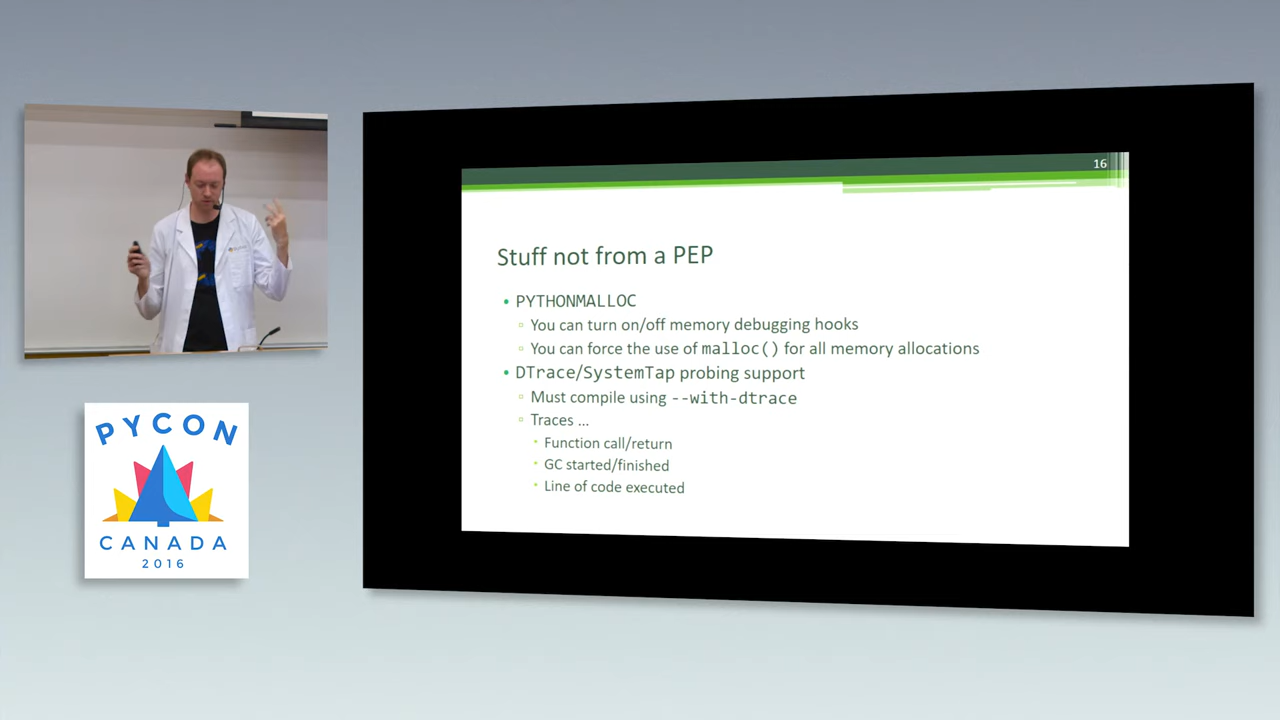 16
Stuff not from a PEP
• PYTHONMALLOC
▫ You can turn on/off memory debugging hooks
▫ You can force the use of malloc() for all memory allocations
• DTrace/SystemTap probing support
▫ Must compile using --with-dtrace
▫ Traces ...
• Function call/return
• GC started/finished
• Line of code executed
PYCON
CANADA
2016